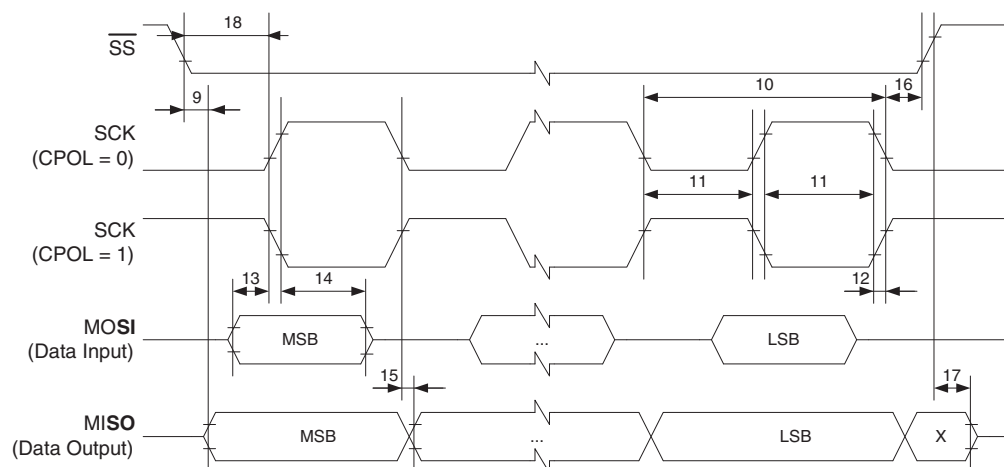 18
SS
10
9
16
SCK
(CPOL = 0)
11
11
SCK
(CPOL = 1)
13
14
12
MOSI
(Data Input)
MSB
...
LSB
15
17
MISO
(Data Output)
MSB
...
LSB
X